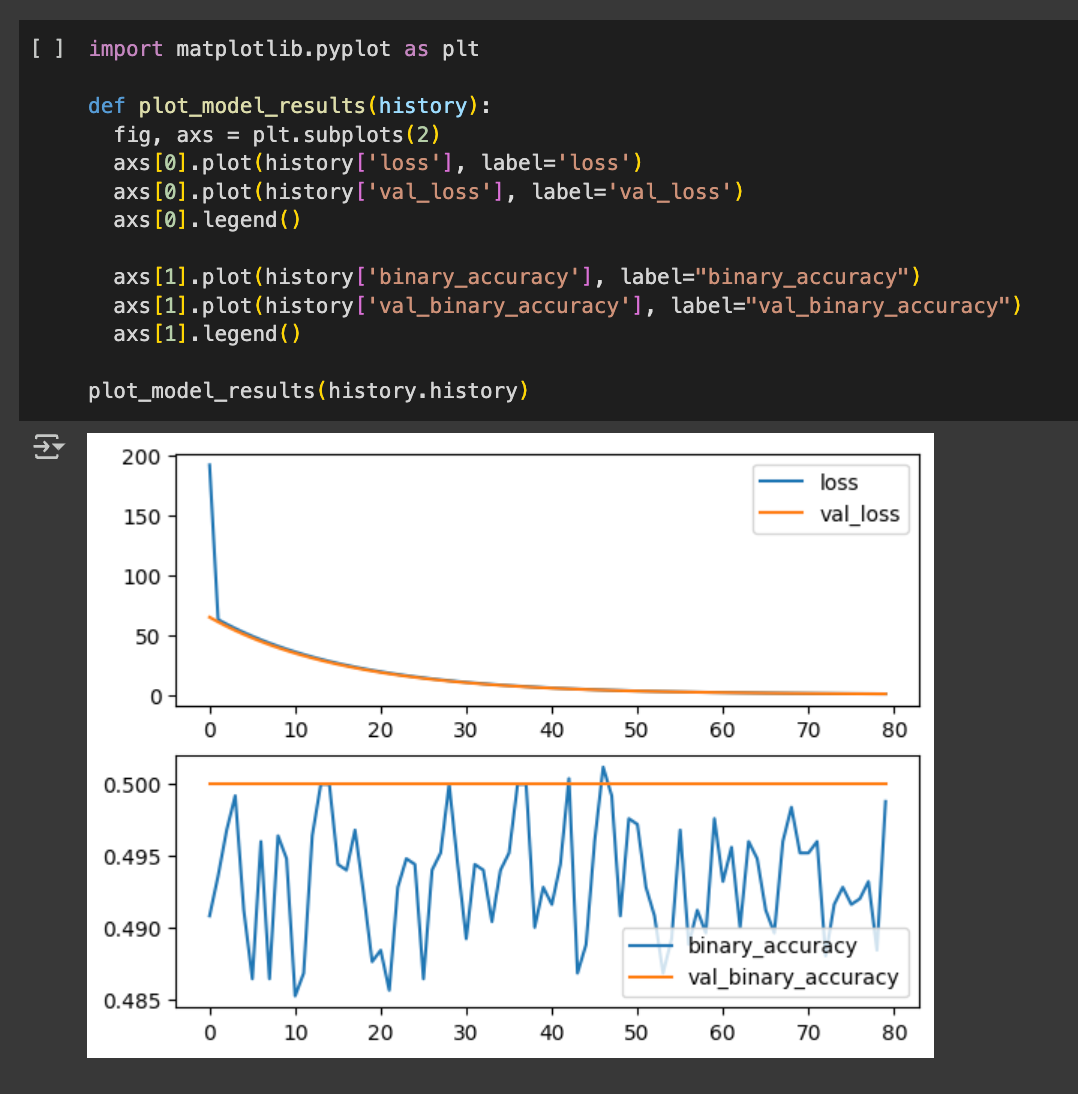 [ ] import matplotlib.pyplot as plt
def plot_model_results(history):
  fig, axs = plt.subplots(2)
  axs[0].plot(history['loss'], label='loss')
  axs[0].plot(history['val_loss'], label='val_loss')
  axs[0].legend()
  axs[1].plot(history['binary_accuracy'], label="binary_accuracy")
  axs[1].plot(history['val_binary_accuracy'], label="val_binary_accuracy")
  axs[1].legend()
plot_model_results(history.history)
200
loss
val_loss
150
100
50
0
0 10 20 30 40 50 60 70 80
0.500
0.495
0.490
binary_accuracy
val_binary_accuracy
0.485
0 10 20 30 40 50 60 70 80